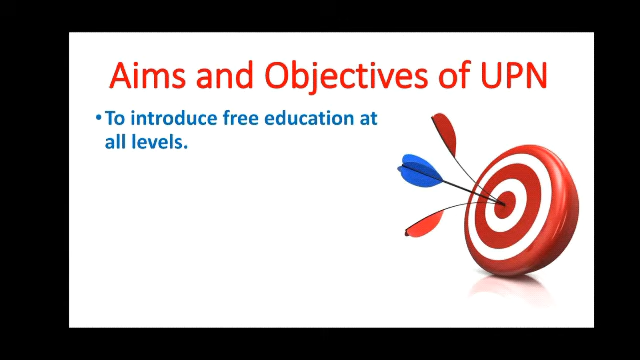 Aims and Objectives of UPN
•To introduce free education at
all levels.